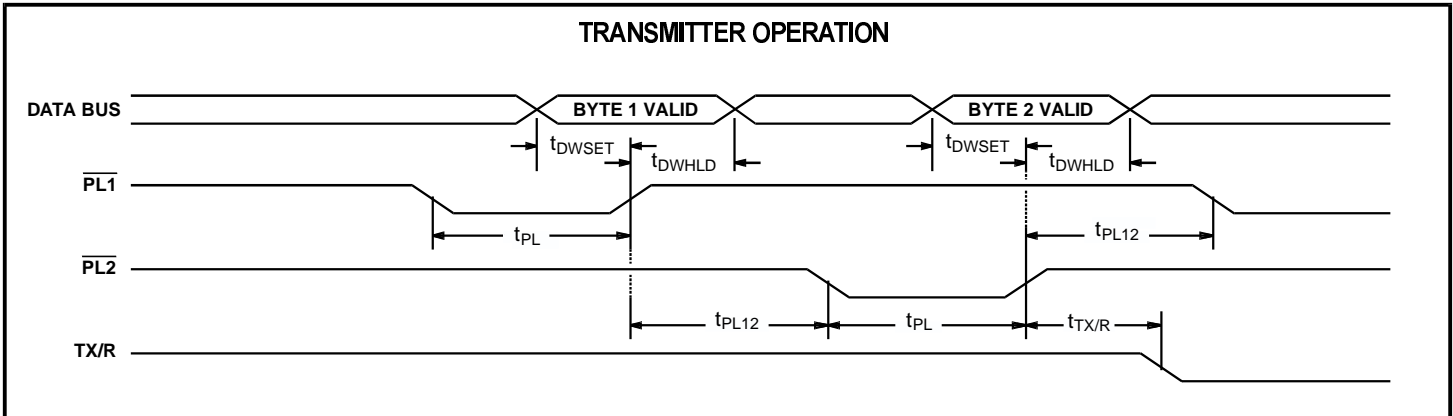 TRANSMITTER OPERATION
DATA BUS BYTE 1 VALID BYTE 2 VALID
tDWSET tDWHLD tDWSET tDWHLD
PL1
tPL tPL12
PL2
tPL12 tPL tTX/R
TX/R